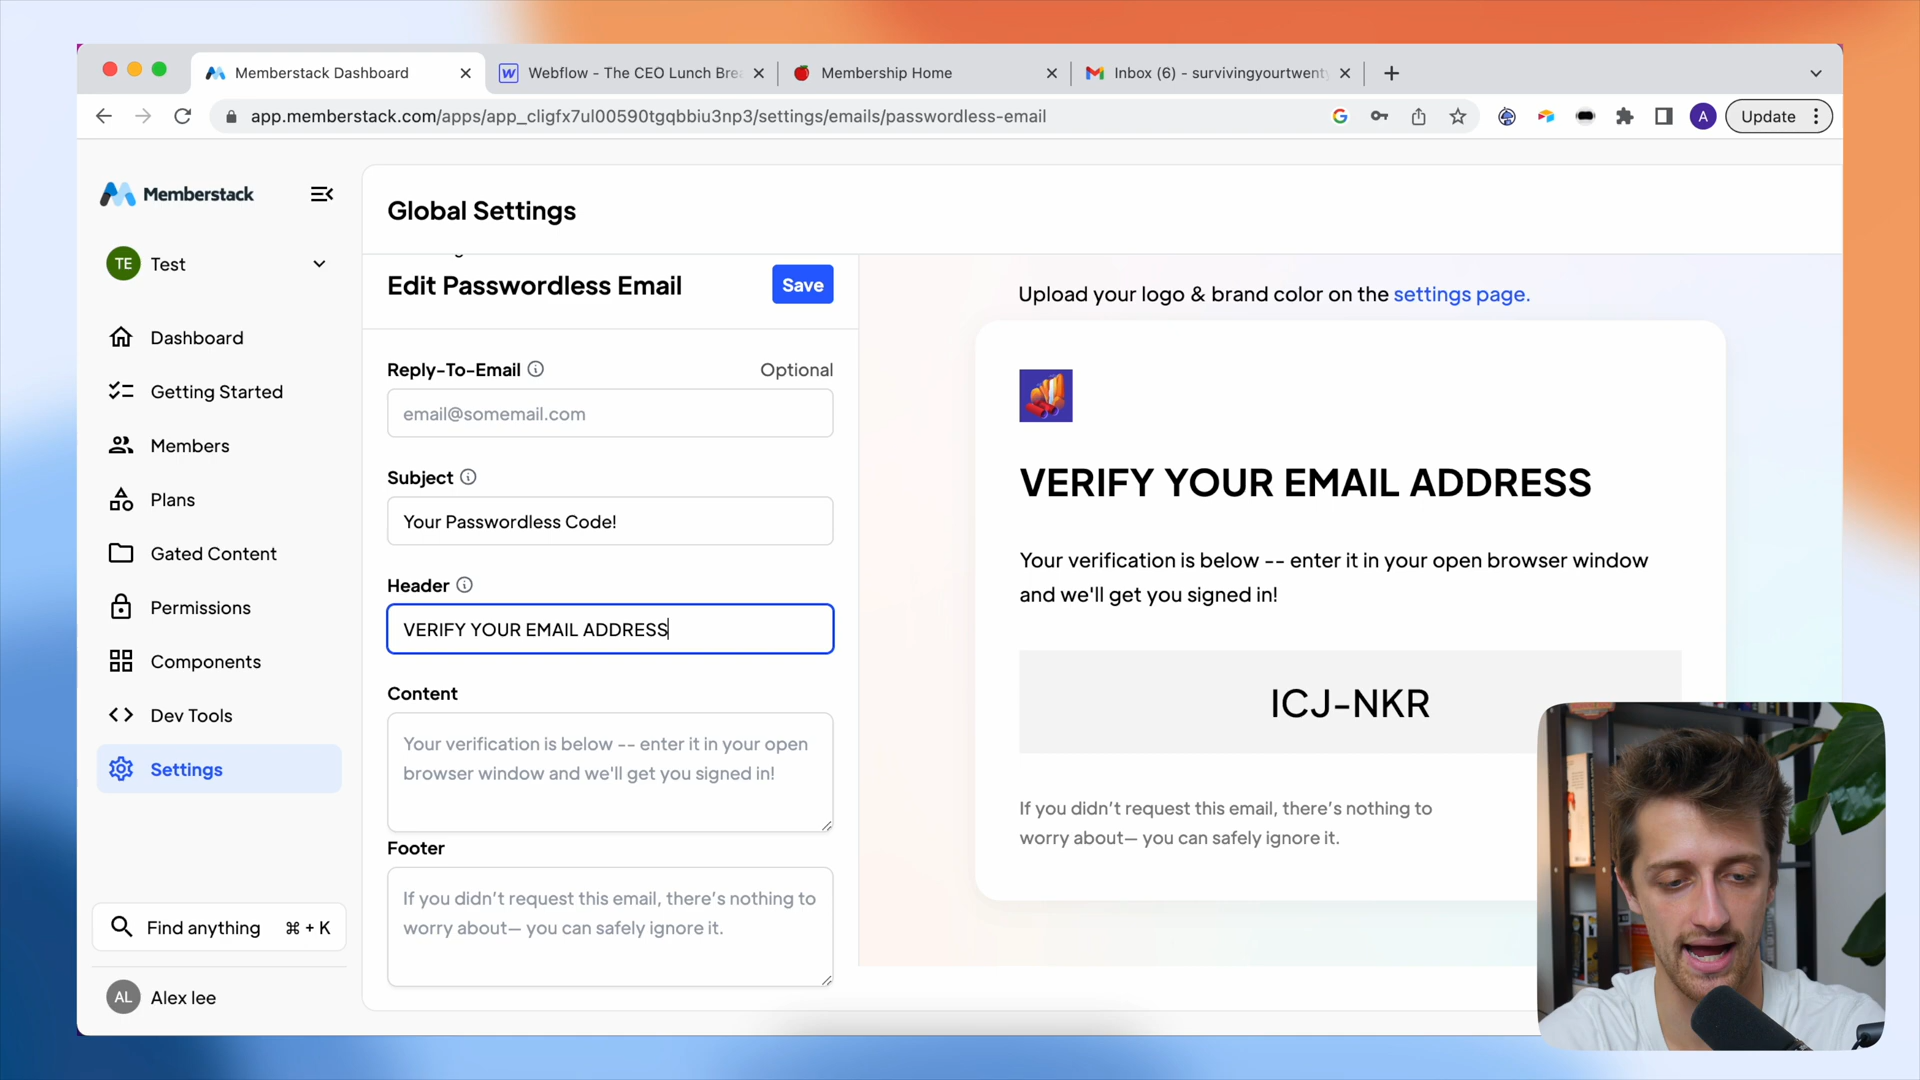 Memberstack Dashboard
Webflow - The CEO Lunch Bre
Membership Home
Inbox (6) - survivingyourtwenty
app.memberstack.com/apps/app_cligfx7ul00590tgqbbiu3np3/settings/emails/passwordless-email
A
Update
Memberstack
Global Settings
TE
Test
Edit Passwordless Email
Save
Upload your logo & brand color on the settings page.
Dashboard
Getting Started
Members
Plans
Gated Content
Permissions
Components
Dev Tools
Settings
Find anything
⌘ + K
AL
Alex lee
Reply-To-Email
Optional
email@somemail.com
Subject
Your Passwordless Code!
Header
VERIFY YOUR EMAIL ADDRESS
Content
Your verification is below -- enter it in your open
browser window and we'll get you signed in!
Footer
If you didn’t request this email, there’s nothing to
worry about— you can safely ignore it.
VERIFY YOUR EMAIL ADDRESS
Your verification is below -- enter it in your open browser window
and we'll get you signed in!
ICJ-NKR
If you didn’t request this email, there’s nothing to
worry about— you can safely ignore it.